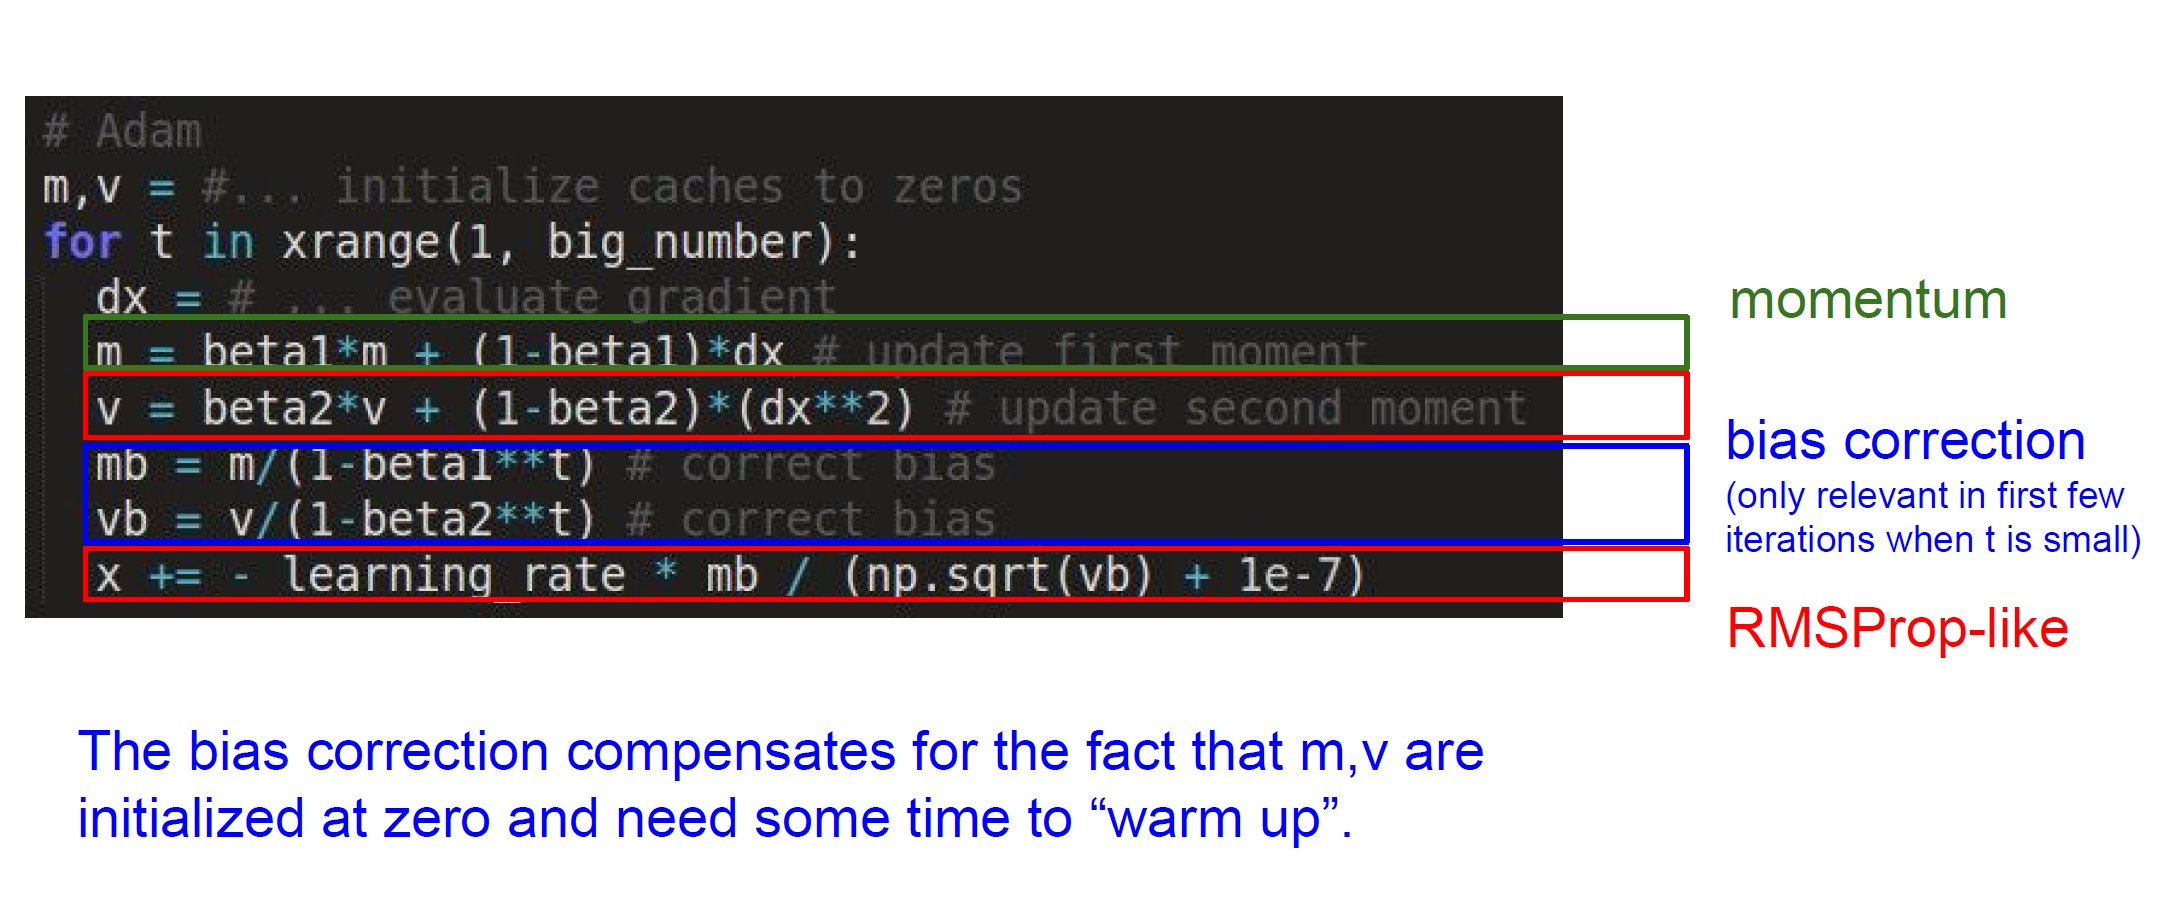 # Adam
m,v = #... initialize caches to zeros
for t in xrange(1, big_number):
dx = # ... evaluate gradient
m = beta1*m + (1-beta1)*dx # update first moment
v = beta2*v + (1-beta2)*(dx**2) # update second moment
mb = m/(1-beta1**t) # correct bias
vb = v/(1-beta2**t) # correct bias
x += - learning_rate * mb / (np.sqrt(vb) + 1e-7)
momentum
bias correction
(only relevant in first few
iterations when t is small)
RMSProp-like
The bias correction compensates for the fact that m,v are
initialized at zero and need some time to “warm up”.